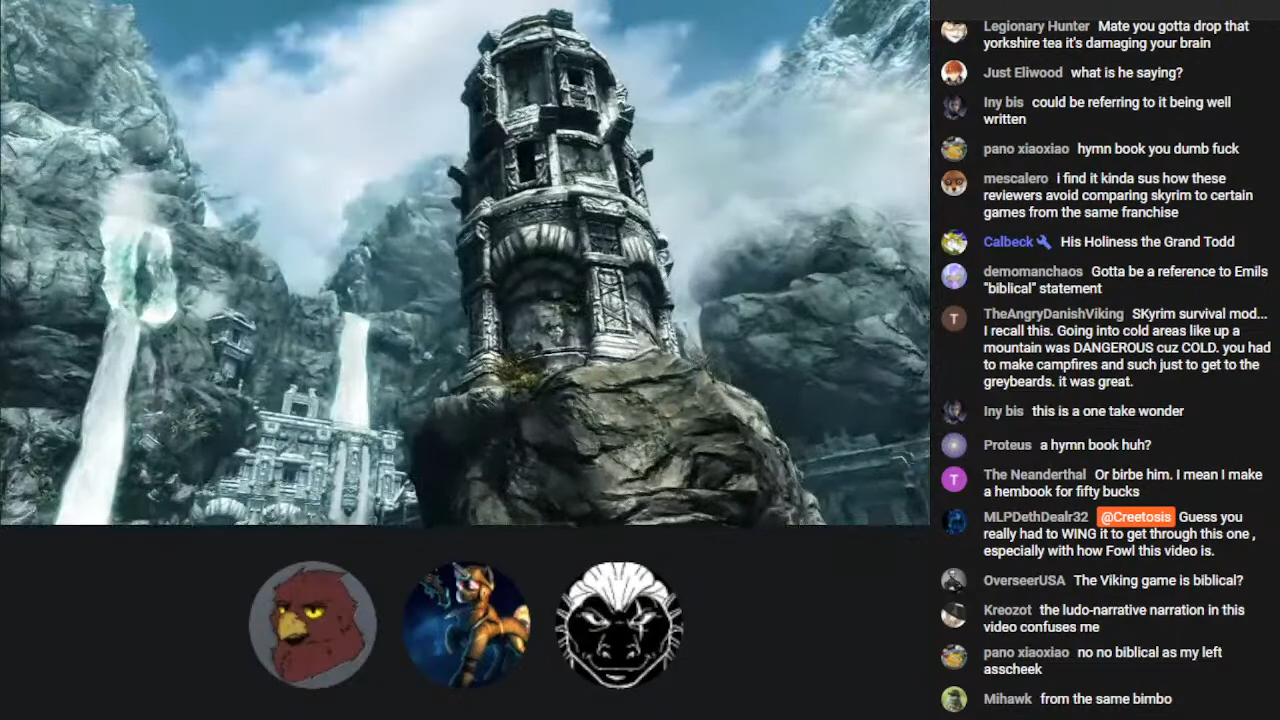 Legionary Hunter Mate you gotta drop that
yorkshire tea it's damaging your brain
Just Eliwood what is he saying?
Iny bis could be referring to it being well
written
pano xiaoxiao hymn book you dumb fuck
mescalero i find it kinda sus how these
reviewers avoid comparing skyrim to certain
games from the same franchise
Calbeck His Holiness the Grand Todd
demomanchaos Gotta be a reference to Emils
"biblical" statement
T
TheAngryDanishViking SKyrim survival mod...
I recall this. Going into cold areas like up a
mountain was DANGEROUS cuz COLD. you had
to make campfires and such just to get to the
greybeards. it was great.
Iny bis this is a one take wonder
Proteus a hymn book huh?
T
The Neanderthal Or birbe him. I mean I make
a hembook for fifty bucks
MLPDethDealr32 @Creetosis Guess you
really had to WING it to get through this one ,
especially with how Fowl this video is.
OverseerUSA The Viking game is biblical?
Kreozot the ludo-narrative narration in this
video confuses me
pano xiaoxiao no no biblical as my left
asscheek
Mihawk from the same bimbo